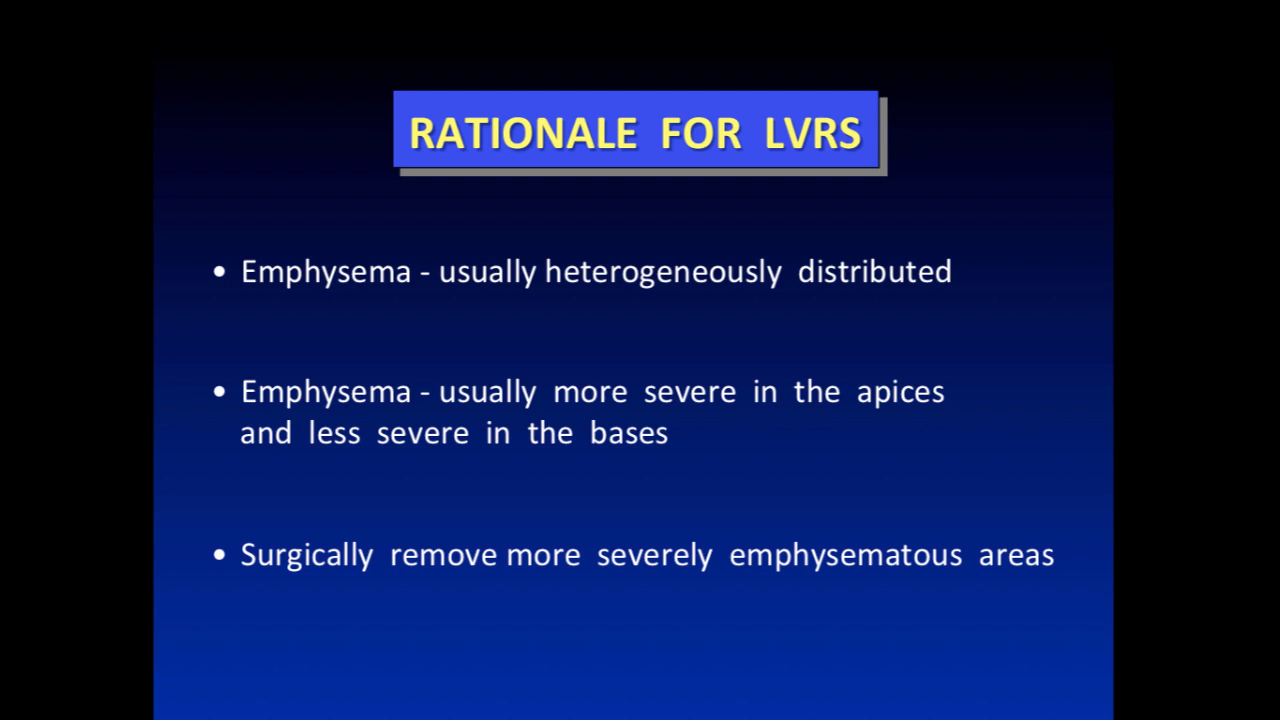 RATIONALE FOR LVRS
• Emphysema - usually heterogeneously distributed
• Emphysema - usually more severe in the apices
and less severe in the bases
• Surgically remove more severely emphysematous areas